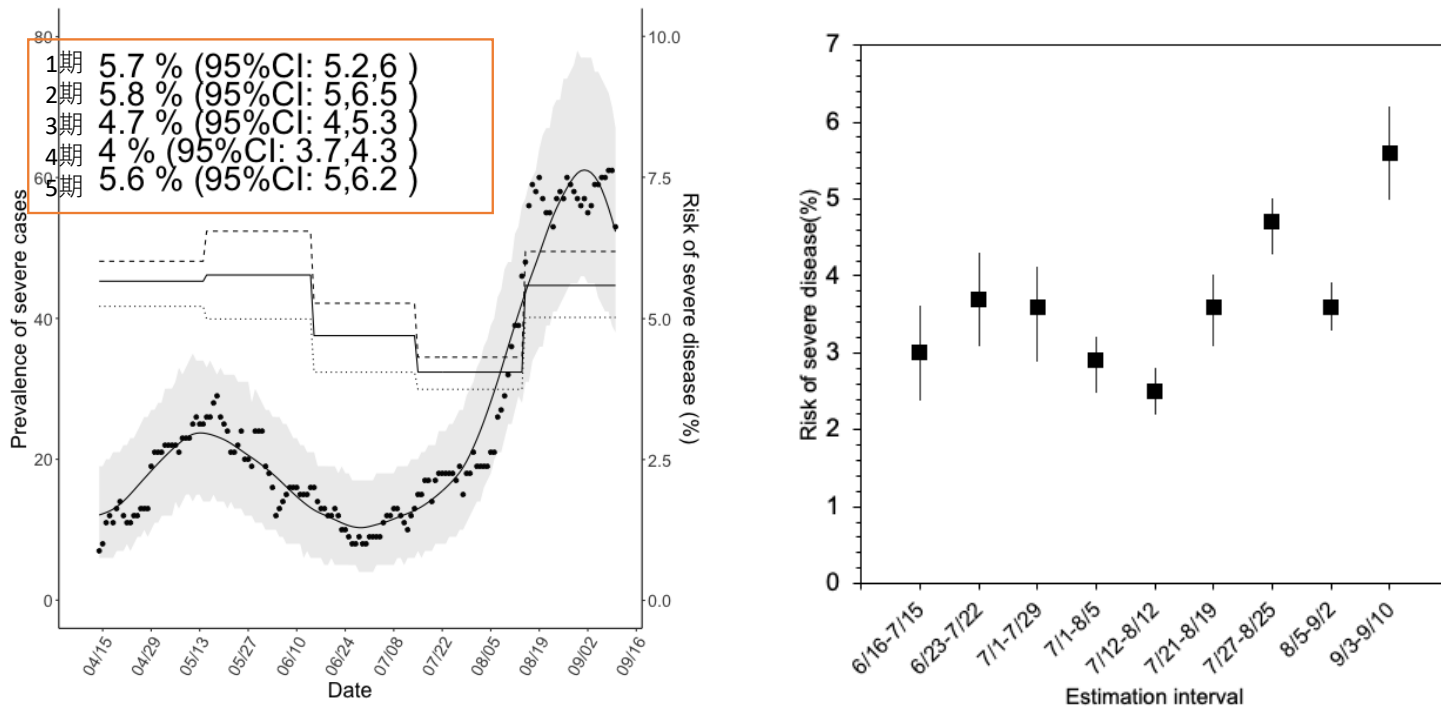 80
60
40
20
0
Prevalence of severe cases
1期 5.7 % (95%CI: 5.2,6 )
2期 5.8 % (95%CI: 5,6.5 )
3期 4.7 % (95%CI: 4,5.3 )
4期 4 % (95%CI: 3.7,4.3 )
5期 5.6 % (95%CI: 5,6.2 )
10.0
7.5
5.0
2.5
0.0
Risk of severe disease (%)
04/15 04/29 05/13 05/27 06/10 06/24 07/08 07/22 08/05 08/19 09/02 09/16
Date
7
6
5
4
3
2
1
0
Risk of severe disease(%)
6/16-7/15 6/23-7/22 7/1-7/29 7/1-8/5 7/12-8/12 7/21-8/19 7/27-8/25 8/5-9/2 9/3-9/10
Estimation interval